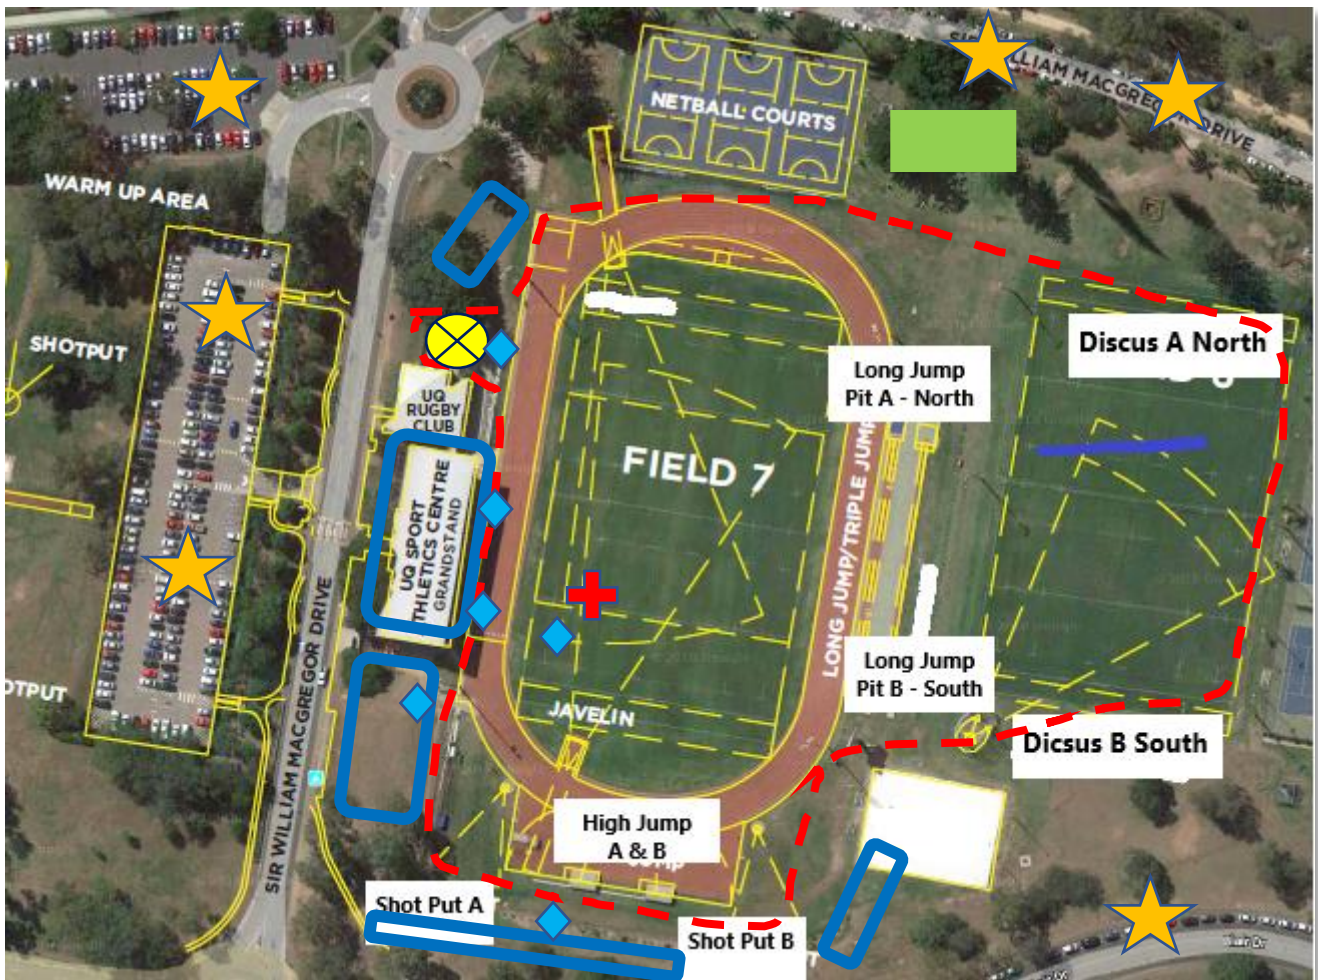 SIR WILLIAM MACGREGOR DRIVE
NETBALL COURTS
WARM UP AREA
SHOTPUT
Discus A North
Long Jump
Pit A - North
UQ
RUGBY
CLUB
FIELD 7
UQ SPORT
ATHLETICS CENTRE
GRANDSTAND
LONG JUMP/TRIPLE JUMP
Long Jump
Pit B - South
OTPUT
JAVELIN
Dicsus B South
SIR WILLIAM MACGREGOR DRIVE
High Jump
A & B
Shot Put A
Shot Put B